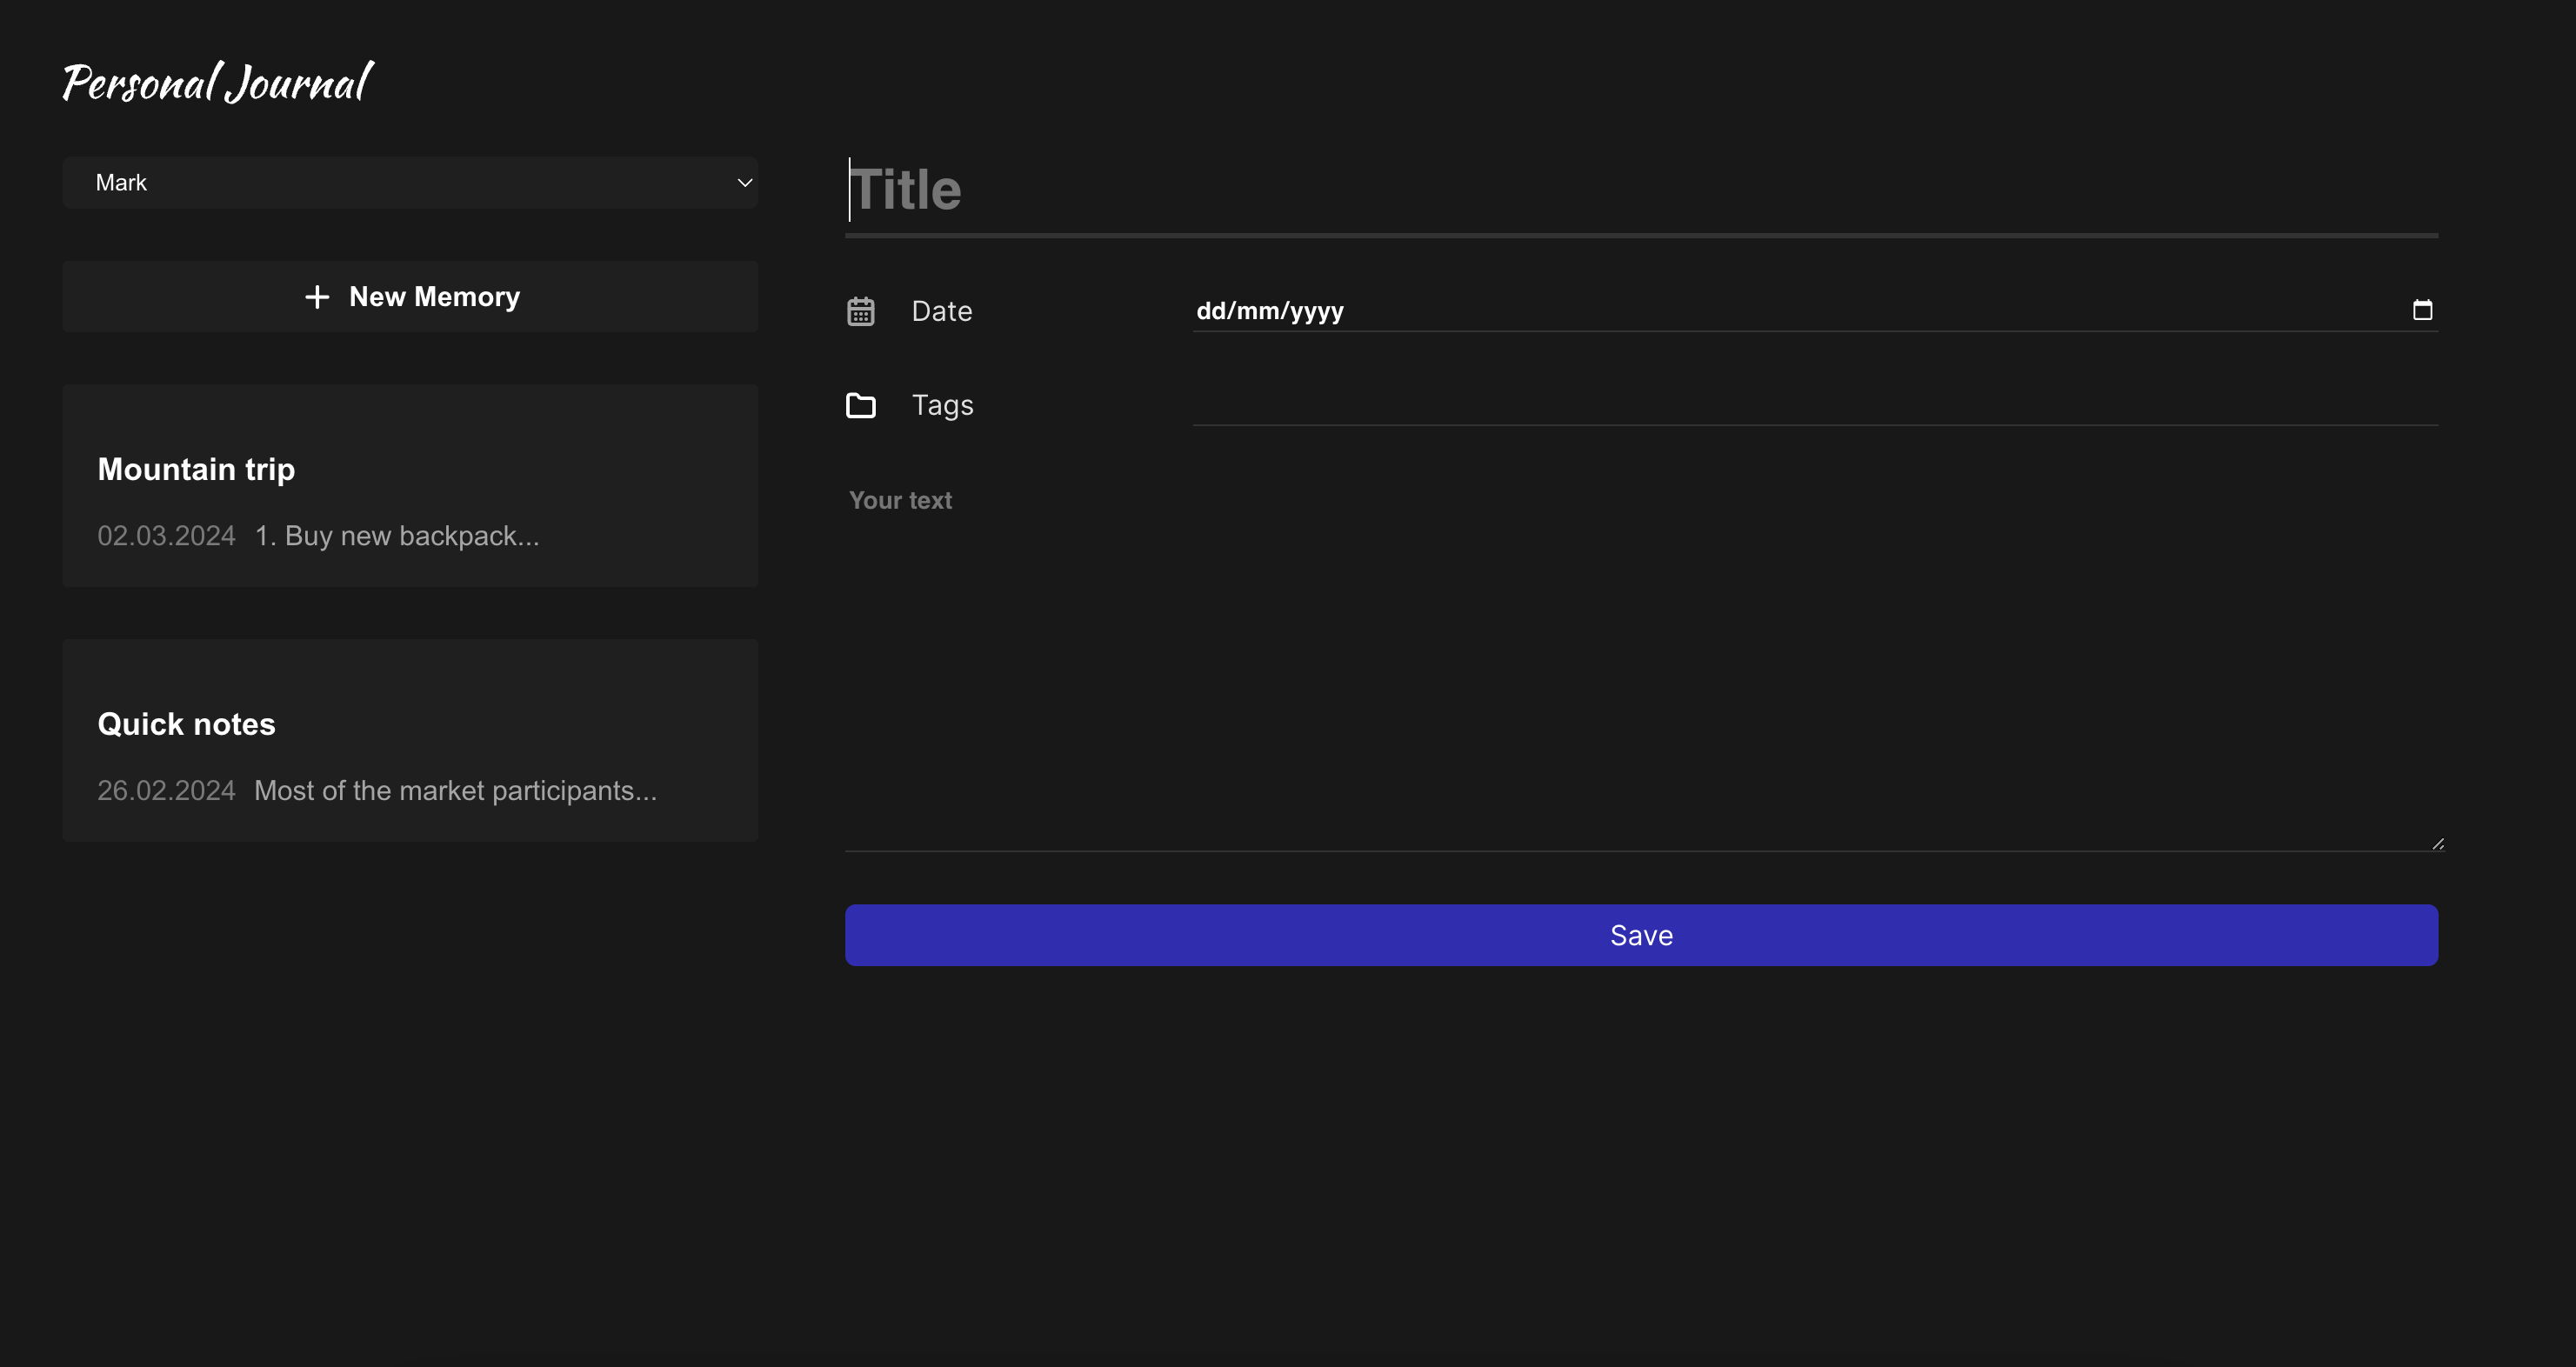 Personal Journal
Mark
New Memory
Mountain trip
02.03.2024 1. Buy new backpack...
Quick notes
26.02.2024 Most of the market participants...
Title
Date dd/mm/yyyy
Tags
Your text
Save